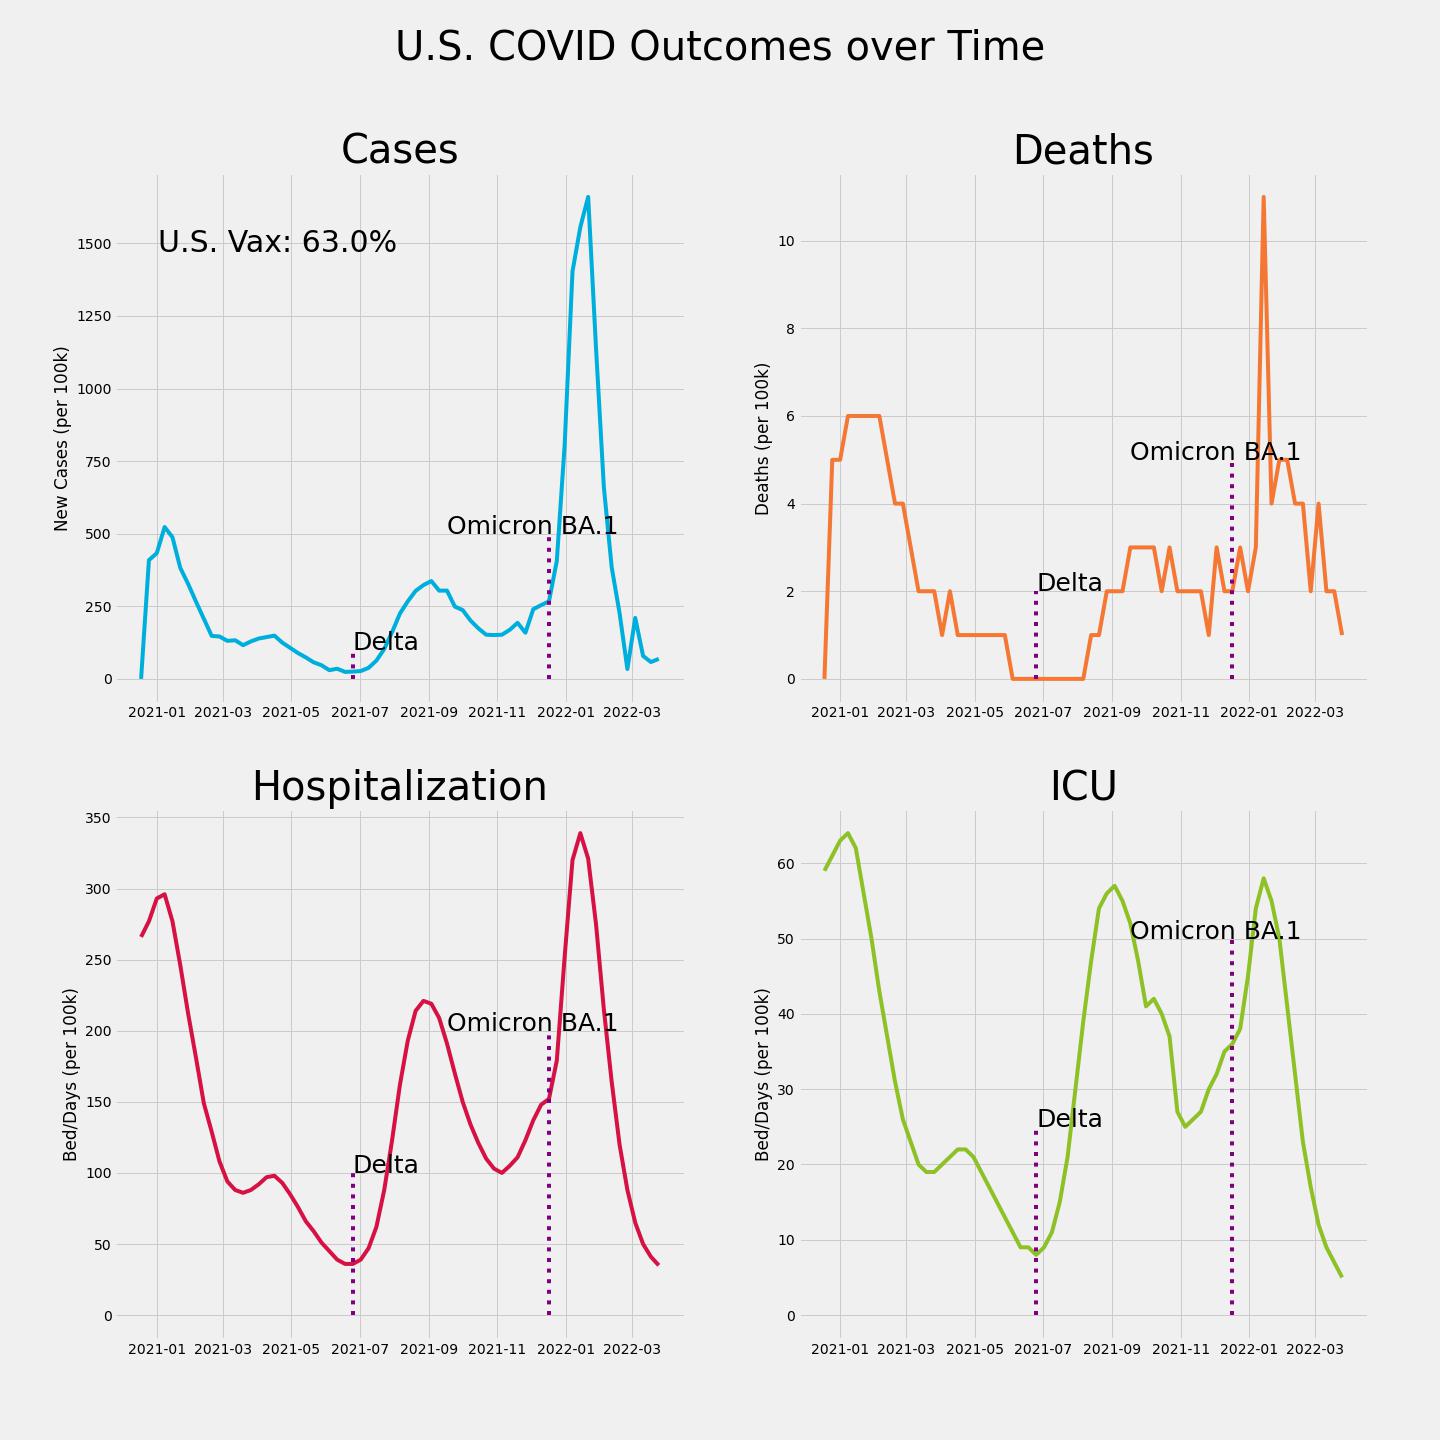 U.S. COVID Outcomes over Time
Cases
New Cases (per 100k)
1500
1250
1000
750
500
250
0
U.S. Vax: 63.0%
Omicron BA.1
Delta
2021-01 2021-03 2021-05 2021-07 2021-09 2021-11 2022-01 2022-03
Deaths
Deaths (per 100k)
10
8
6
4
2
0
Omicron BA.1
Delta
2021-01 2021-03 2021-05 2021-07 2021-09 2021-11 2022-01 2022-03
Hospitalization
Bed/Days (per 100k)
350
300
250
200
150
100
50
0
Omicron BA.1
Delta
2021-01 2021-03 2021-05 2021-07 2021-09 2021-11 2022-01 2022-03
ICU
Bed/Days (per 100k)
60
50
40
30
20
10
0
Omicron BA.1
Delta
2021-01 2021-03 2021-05 2021-07 2021-09 2021-11 2022-01 2022-03